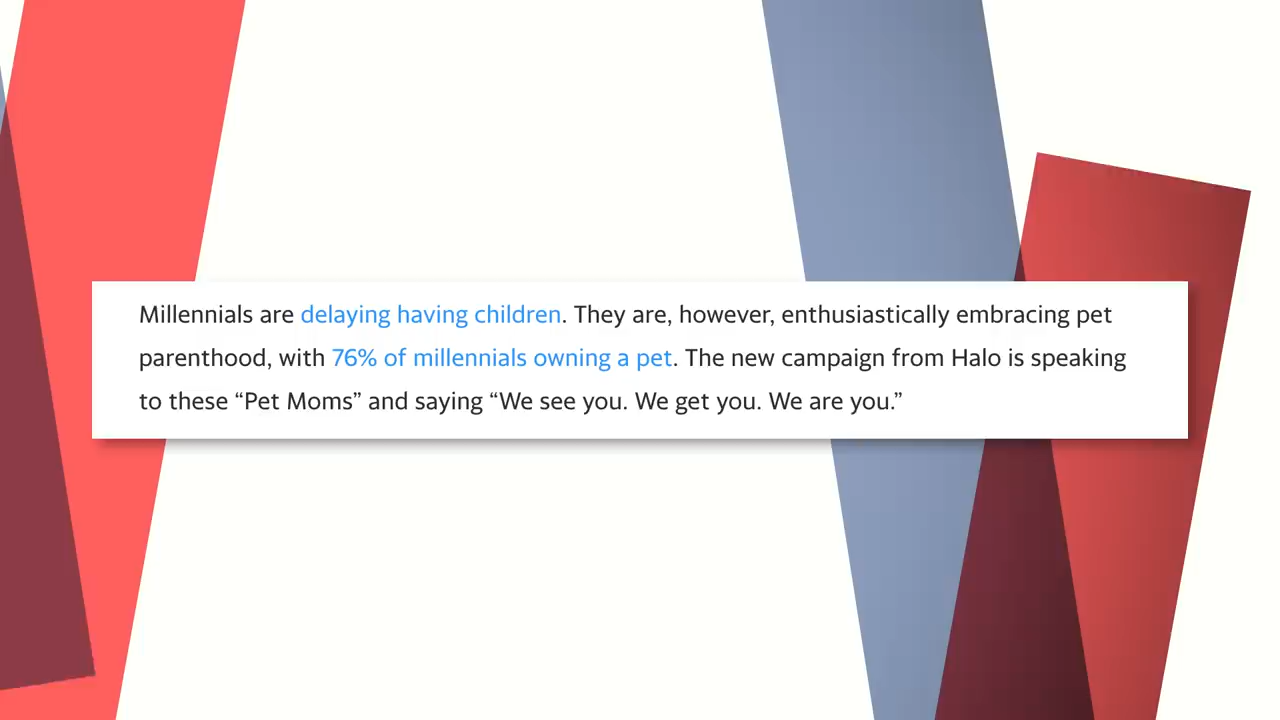 Millennials are delaying having children. They are, however, enthusiastically embracing pet
parenthood, with 76% of millennials owning a pet. The new campaign from Halo is speaking
to these “Pet Moms” and saying “We see you. We get you. We are you.”